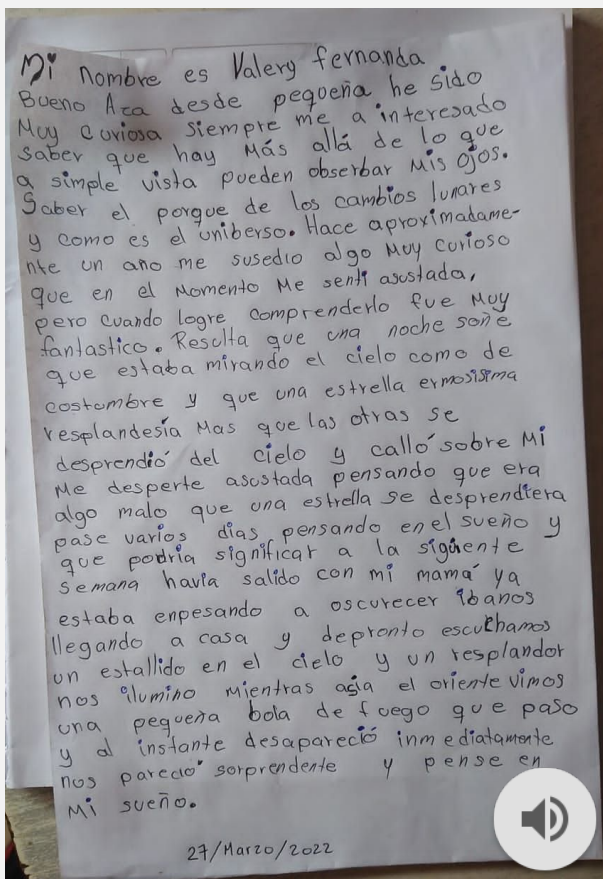 Mi nombre es Valery fernanda
Bueno Aza desde pequeña he sido
Muy curiosa siempre me a interesado
saber que hay Más allá de lo que
a simple vista pueden obserbar Mis ojos.
Saber el porque de los cambios lunares
y como es el uniberso. Hace aproximadame-
nte un año me susedio algo Muy curioso
que en el Momento Me sentí asustada,
pero cuando logre comprenderlo fue Muy
fantastico. Resulta que una noche soñe
que estaba mirando el cielo como de
costumbre y que una estrella ermosisima
resplandesía Mas que las otras se
desprendió del cielo y calló sobre Mi
Me desperte asustada pensando que era
algo malo que una estrella se desprendiera
pase varios dias pensando en el sueño y
que podria significar a la siguiente
semana havia salido con mi mamá ya
estaba enpesando a oscurecer ibanos
llegando a casa y depronto escuchamos
un estallido en el cielo y un resplandor
nos ilumino mientras asia el oriente vimos
una pequeña bola de fuego que paso
y al instante desapareció inmediatamente
nos parecio sorprendente y pense en
Mi sueño.
27/Marzo/2022